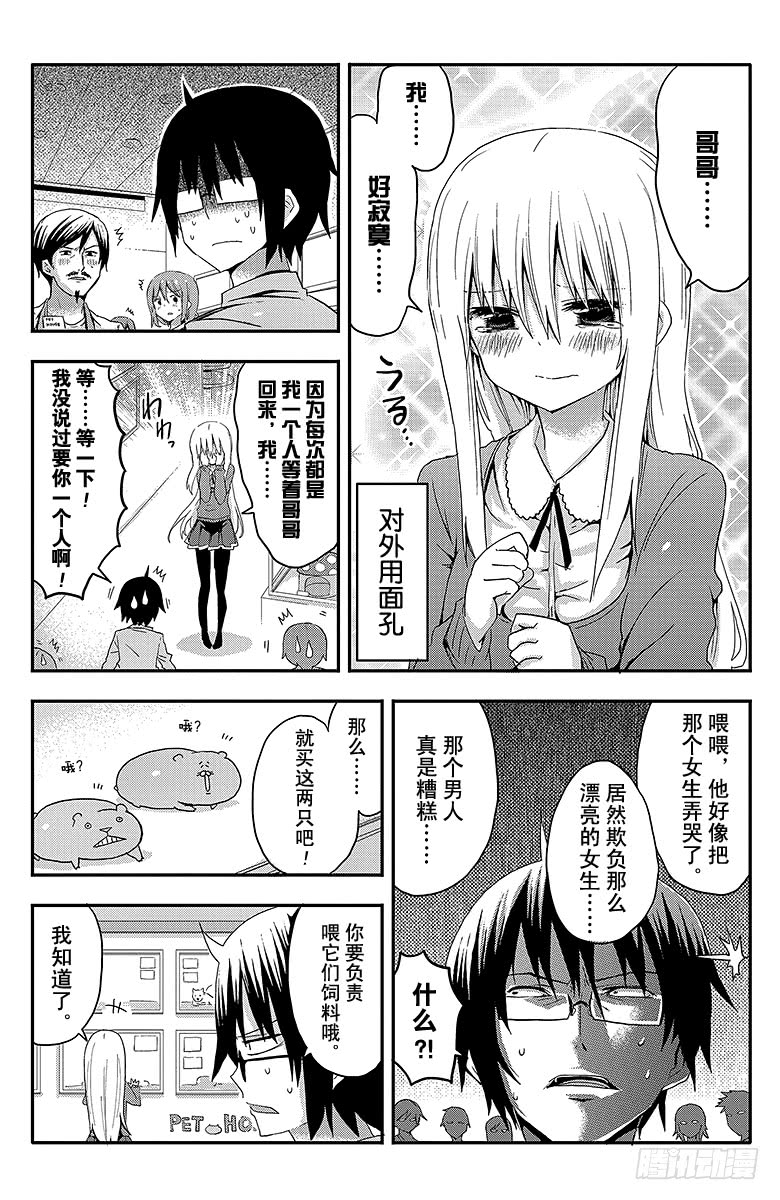 哥哥……
我……
好寂寞……
うる…
对外用面孔
PET
HOUSE
因为每次都是
我一个人等着哥哥
回来，我……
わわ
等……等一下！
我没说过要你一个人啊！
喂喂，他好像把
那个女生弄哭了。
居然欺负那么
漂亮的女生……
那个男人
真是糟糕……
什么?!
那么……
就买这两只吧！
哦?
哦?
你要负责
喂它们饲料哦。
我知道了。
PET HO
腾讯动漫